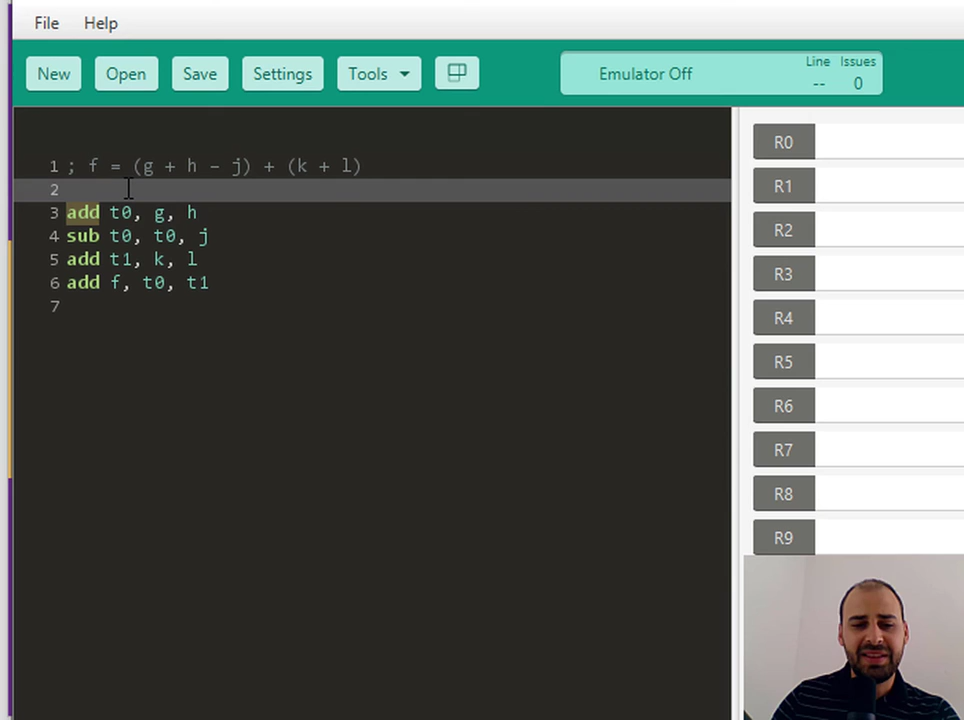 File Help
New Open Save Settings Tools Emulator Off Line Issues
-- 0
1 ; f = (g + h - j) + (k + l)
2
3 add t0, g, h
4 sub t0, t0, j
5 add t1, k, l
6 add f, t0, t1
7
R0
R1
R2
R3
R4
R5
R6
R7
R8
R9